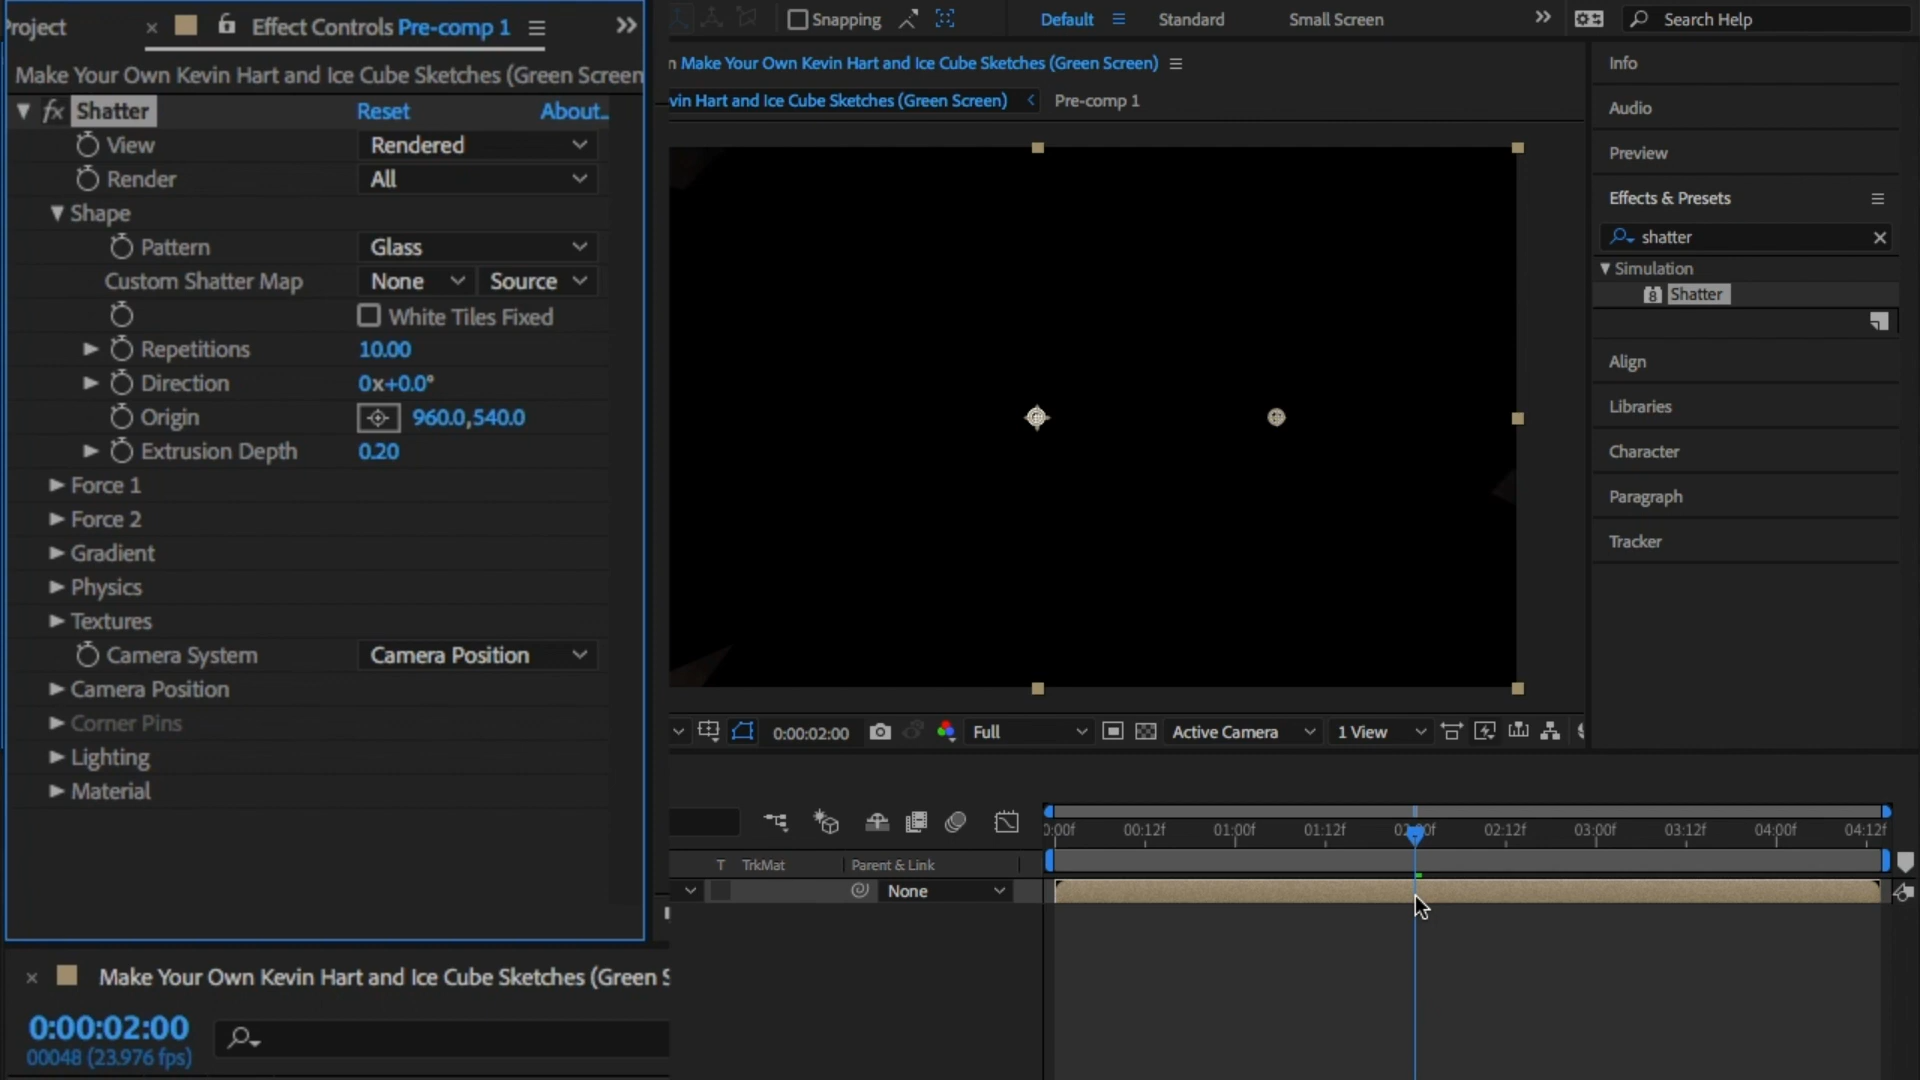 Project
× Effect Controls Pre-comp 1
Make Your Own Kevin Hart and Ice Cube Sketches (Green Screen
fx Shatter Reset About..
View Rendered
Render All
Shape
Pattern Glass
Custom Shatter Map None Source
White Tiles Fixed
Repetitions 10.00
Direction 0x+0.0°
Origin 960.0,540.0
Extrusion Depth 0.20
Force 1
Force 2
Gradient
Physics
Textures
Camera System Camera Position
Camera Position
Corner Pins
Lighting
Material
Snapping Default Standard Small Screen Search Help
n Make Your Own Kevin Hart and Ice Cube Sketches (Green Screen)
vin Hart and Ice Cube Sketches (Green Screen) Pre-comp 1
0:00:02:00 Full Active Camera 1 View
Info
Audio
Preview
Effects & Presets
shatter
Simulation
8 Shatter
Align
Libraries
Character
Paragraph
Tracker
0:00f 00:12f 01:00f 01:12f 02:00f 02:12f 03:00f 03:12f 04:00f 04:12f
T TrkMat Parent & Link
None
× Make Your Own Kevin Hart and Ice Cube Sketches (Green S
0:00:02:00
00048 (23.976 fps)